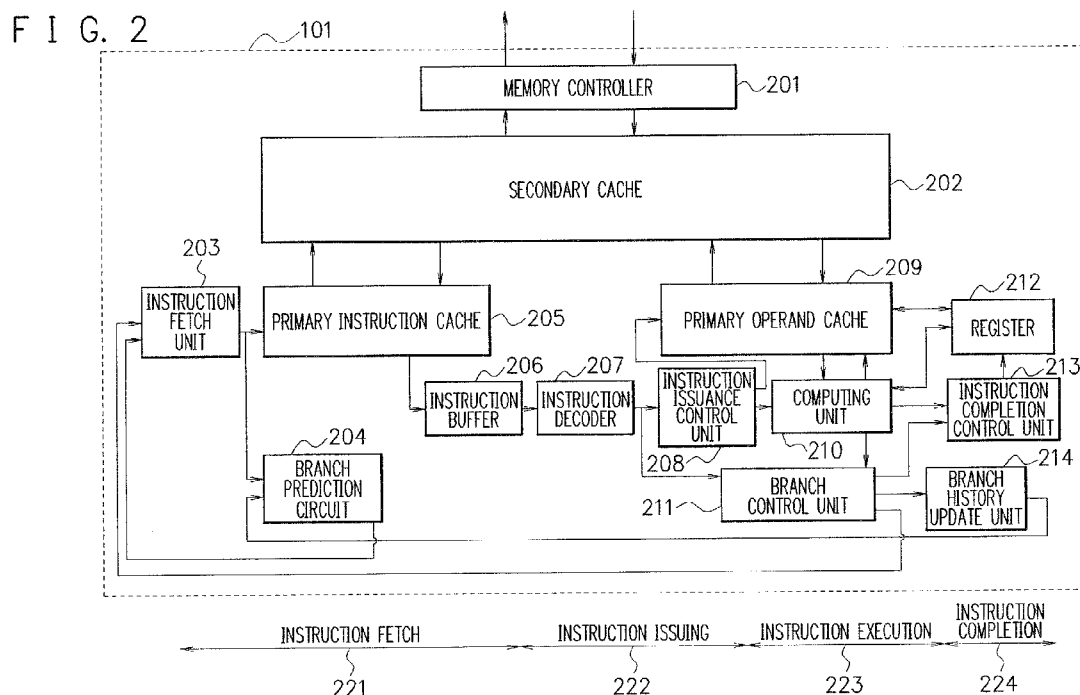 F I G. 2
101
MEMORY CONTROLLER
201
SECONDARY CACHE
202
203
INSTRUCTION
FETCH
UNIT
PRIMARY INSTRUCTION CACHE
205
209
PRIMARY OPERAND CACHE
212
REGISTER
206
INSTRUCTION
BUFFER
207
INSTRUCTION
DECODER
INSTRUCTION
ISSUANCE
CONTROL
UNIT
208
COMPUTING
UNIT
210
213
INSTRUCTION
COMPLETION
CONTROL UNIT
204
BRANCH
PREDICTION
CIRCUIT
211
BRANCH
CONTROL UNIT
214
BRANCH
HISTORY
UPDATE UNIT
INSTRUCTION FETCH
221
INSTRUCTION ISSUING
222
INSTRUCTION EXECUTION
223
INSTRUCTION
COMPLETION
224